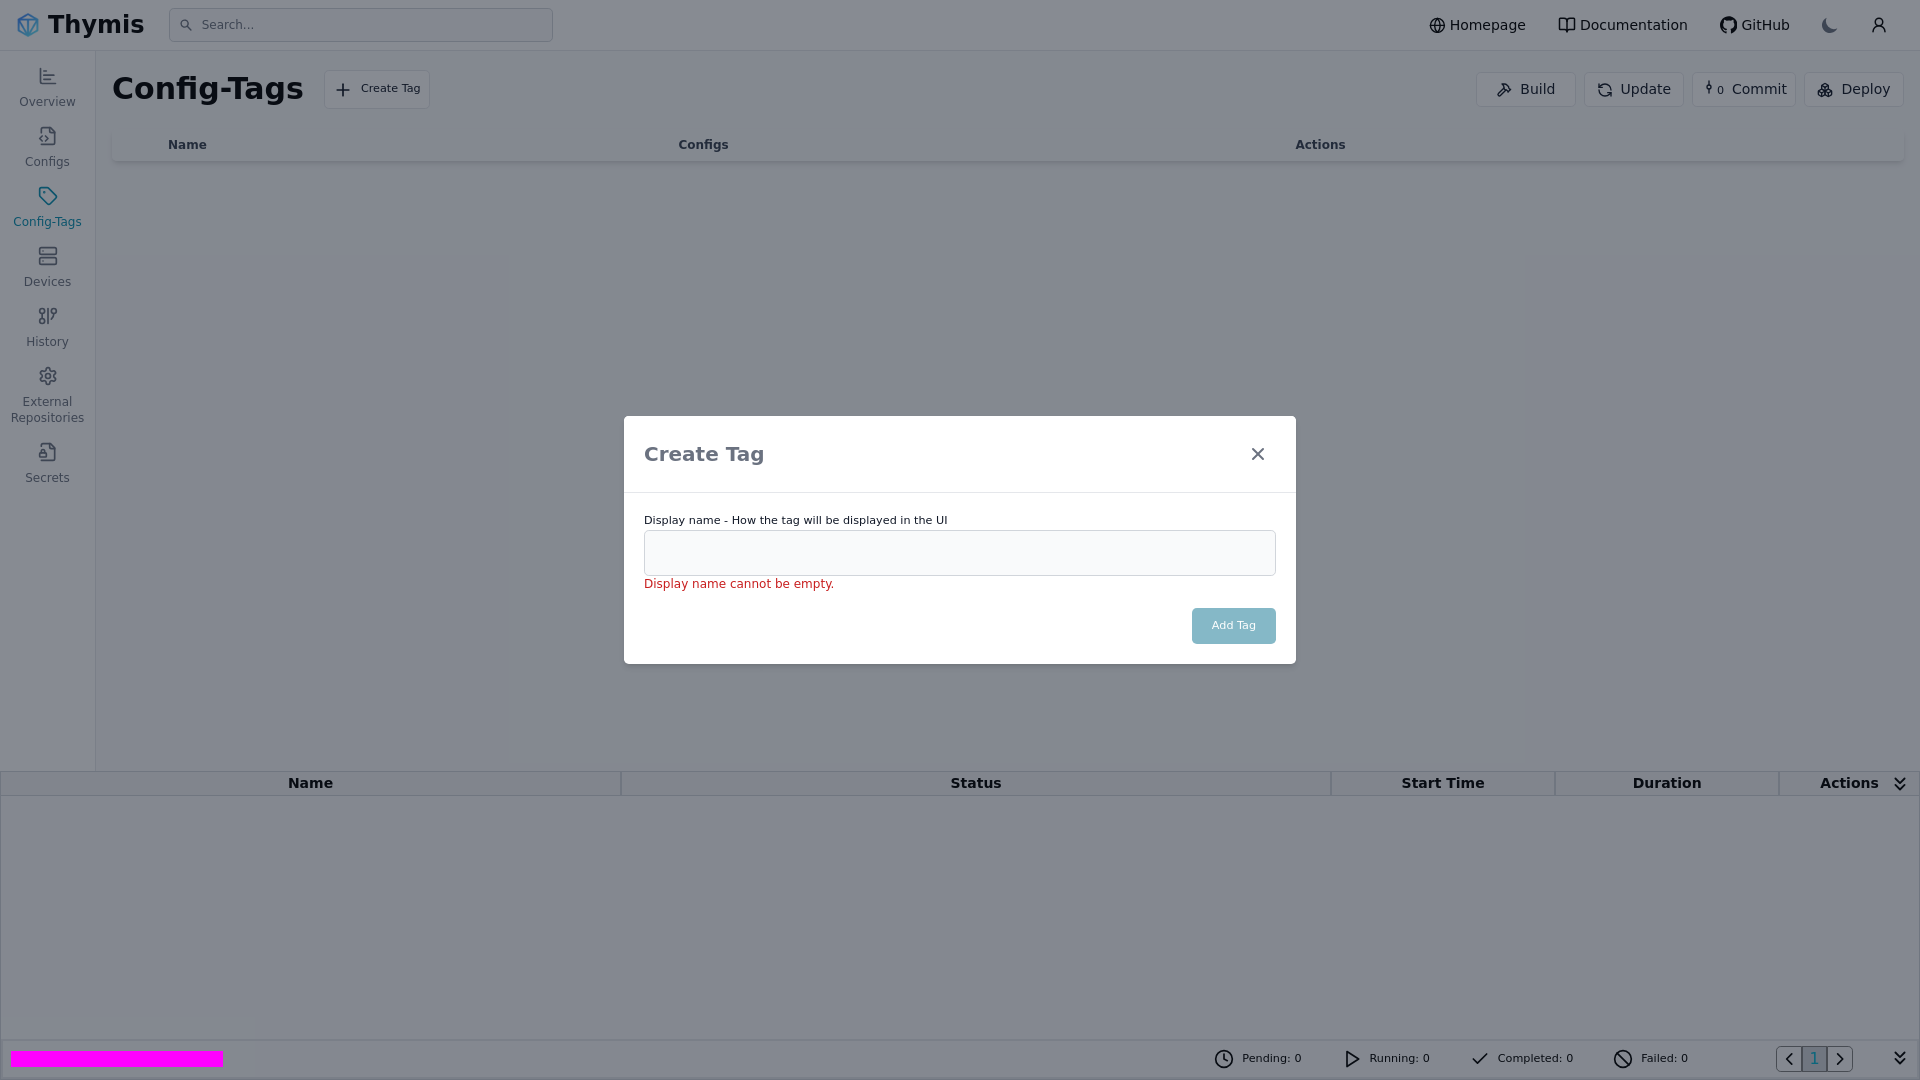 Thymis
Search...
Homepage
Documentation
GitHub
Overview
Configs
Config-Tags
Devices
History
External
Repositories
Secrets
Config-Tags
Create Tag
Build
Update
0 Commit
Deploy
Name Configs Actions
Create Tag
Display name - How the tag will be displayed in the UI
Display name cannot be empty.
Add Tag
Name Status Start Time Duration Actions
Pending: 0
Running: 0
Completed: 0
Failed: 0
1